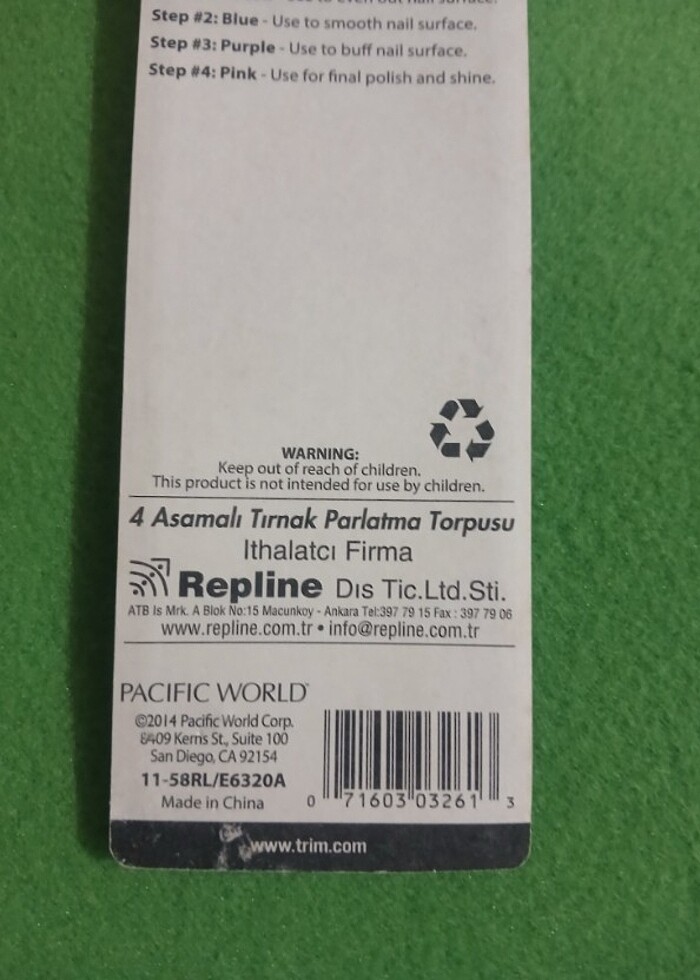 Step #2: Blue - Use to smooth nail surface.
Step #3: Purple - Use to buff nail surface.
Step #4: Pink - Use for final polish and shine.
WARNING:
Keep out of reach of children.
This product is not intended for use by children.
4 Asamalı Tırnak Parlatma Torpusu
Ithalatcı Firma
Repline Dıs Tic.Ltd.Sti.
ATB Is Mrk. A Blok No:15 Macunkoy - Ankara Tel:397 79 15 Fax : 397 79 06
www.repline.com.tr • info@repline.com.tr
PACIFIC WORLD
©2014 Pacific World Corp.
8409 Kerns St., Suite 100
San Diego, CA 92154
11-58RL/E6320A
Made in China
0 71603 03261 3
www.trim.com